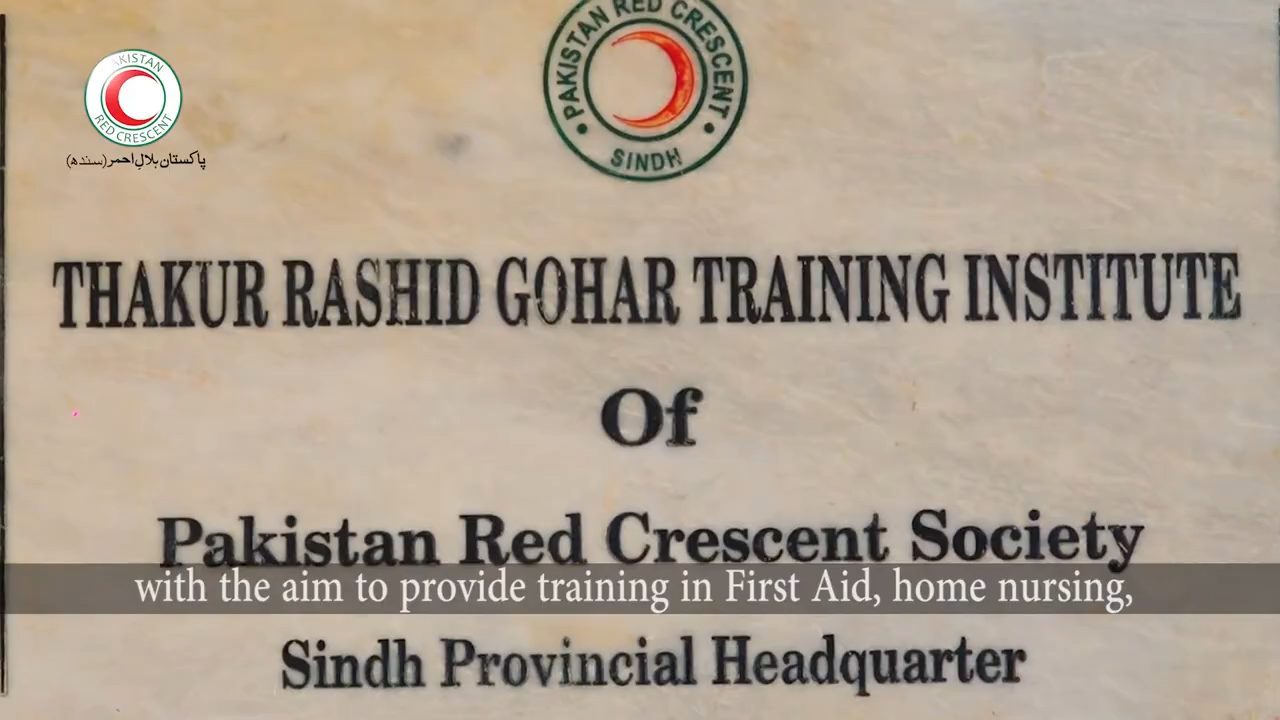 PAKISTAN RED CRESCENT
SINDH
PAKISTAN
RED CRESCENT
پاکستان ہلال احمر (سندھ)
THAKUR RASHID GOHAR TRAINING INSTITUTE
Of
Pakistan Red Crescent Society
with the aim to provide training in First Aid, home nursing,
Sindh Provincial Headquarter